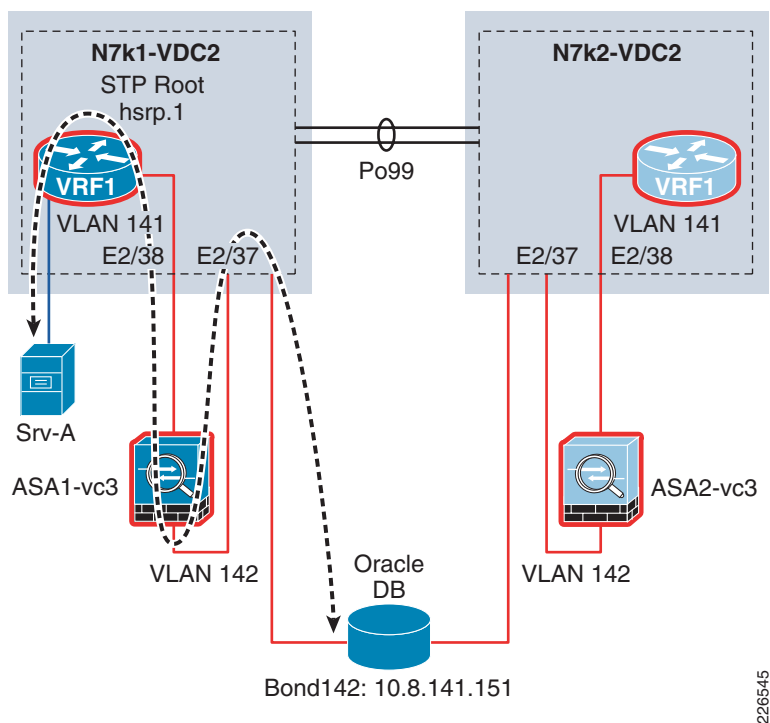 N7k1-VDC2
STP Root
hsrp.1
VRF1
VLAN 141
E2/38
E2/37
Srv-A
ASA1-vc3
VLAN 142
Po99
N7k2-VDC2
VRF1
VLAN 141
E2/37
E2/38
ASA2-vc3
VLAN 142
Oracle
DB
Bond142: 10.8.141.151
226545